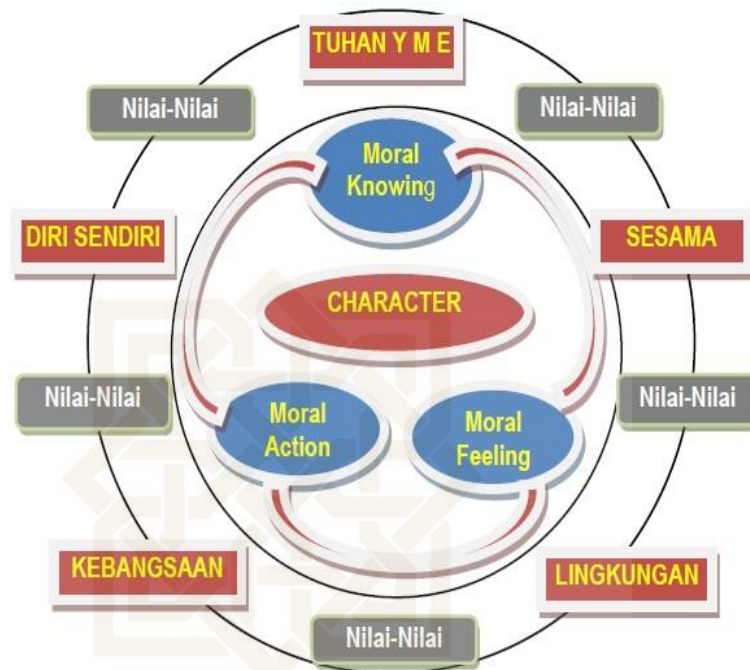 TUHAN Y M E
Nilai-Nilai
Nilai-Nilai
Moral
Knowing
DIRI SENDIRI
SESAMA
CHARACTER
Nilai-Nilai
Nilai-Nilai
Moral
Action
Moral
Feeling
KEBANGSAAN
LINGKUNGAN
Nilai-Nilai